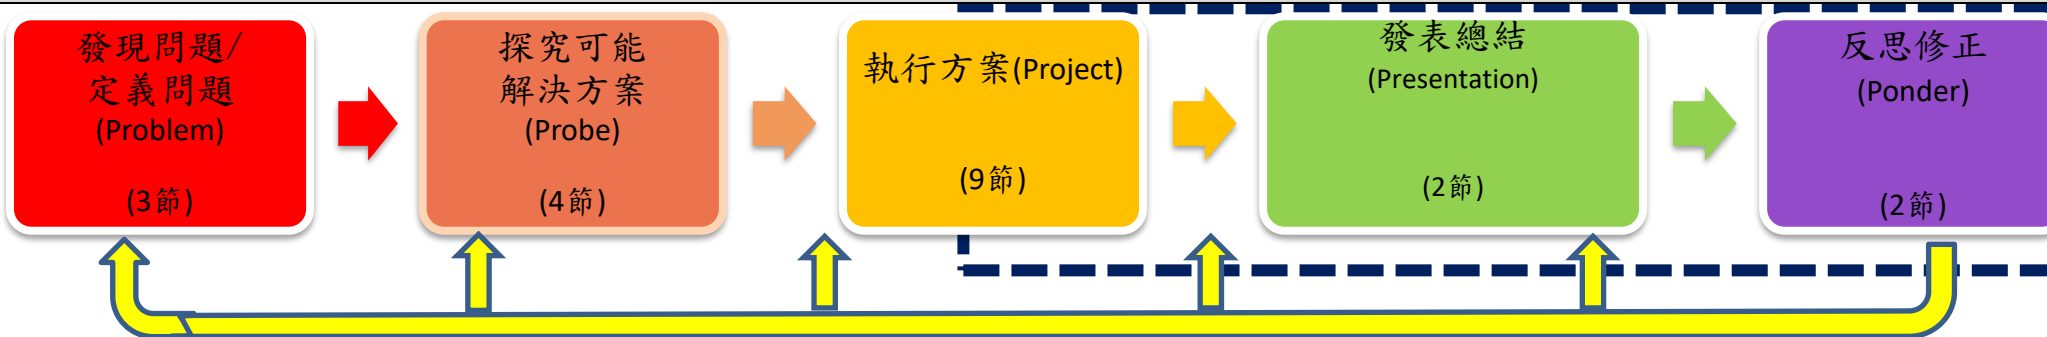 發現問題/
定義問題
(Problem)
(3節)
探究可能
解決方案
(Probe)
(4節)
執行方案(Project)
(9節)
發表總結
(Presentation)
(2節)
反思修正
(Ponder)
(2節)